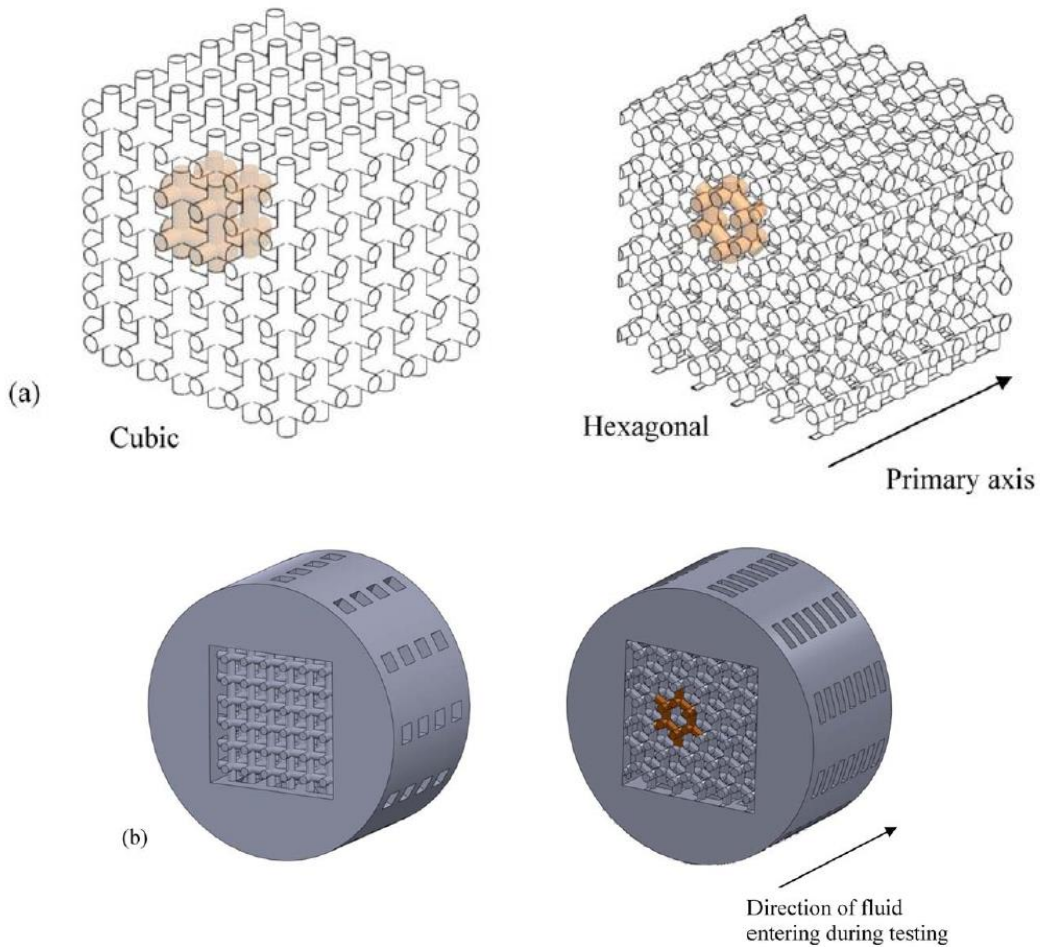 (a)
Cubic
Hexagonal
Primary axis
(b)
Direction of fluid
entering during testing